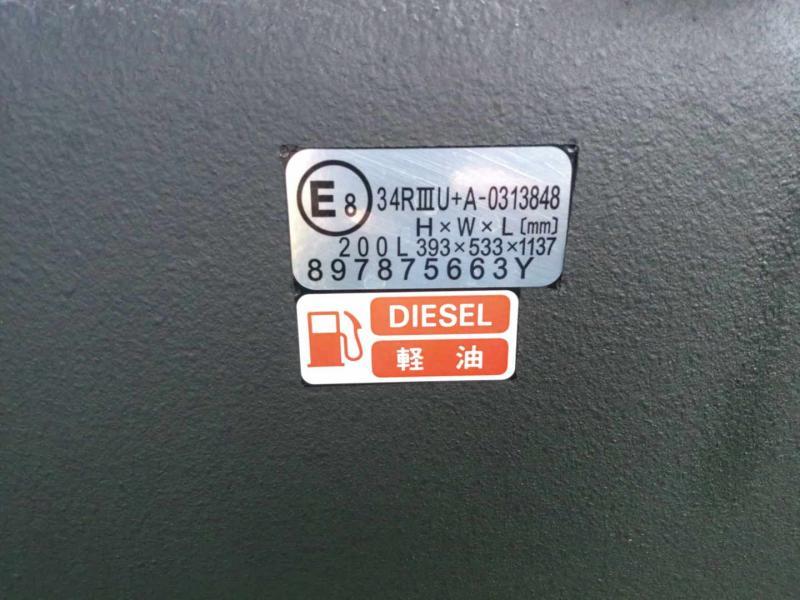 E8 34RⅢU+A-0313848
H×W×L [mm]
200L 393×533×1137
897875663Y
DIESEL
軽油